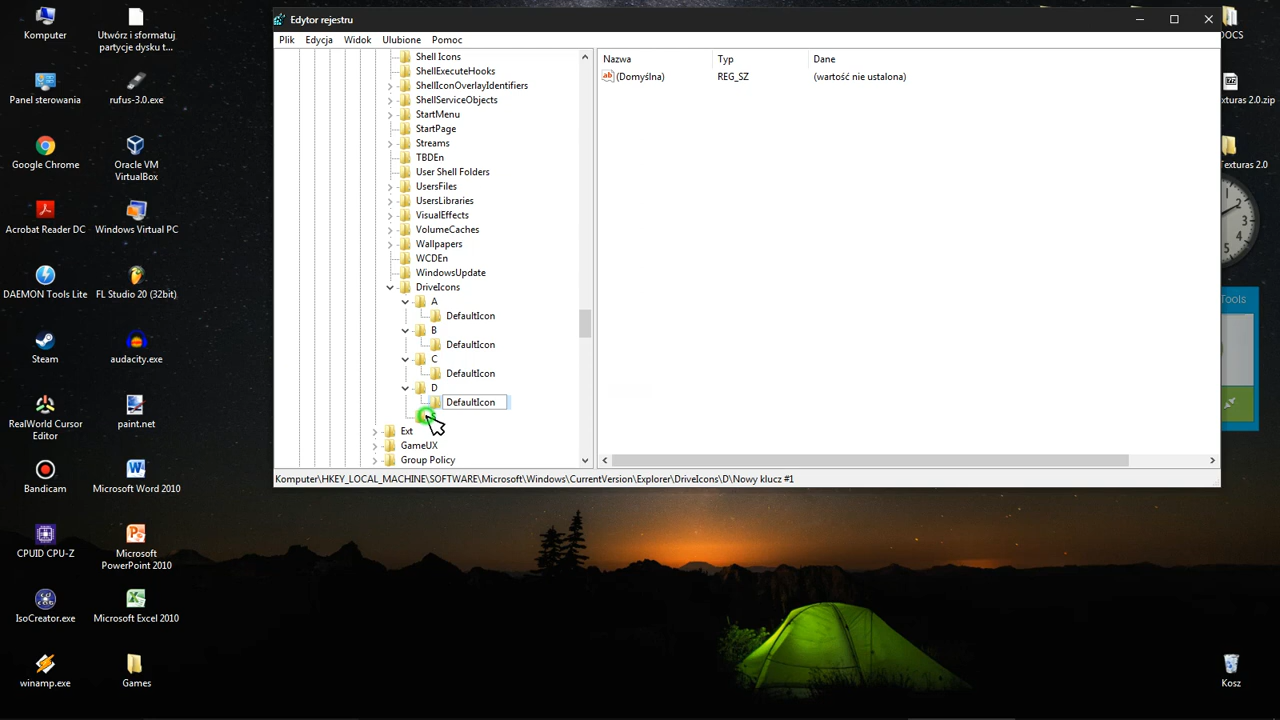 Edytor rejestru
Plik Edycja Widok Ulubione Pomoc
Shell Icons
ShellExecuteHooks
ShellIconOverlayIdentifiers
ShellServiceObjects
StartMenu
StartPage
Streams
TBDEn
User Shell Folders
UsersFiles
UsersLibraries
VisualEffects
VolumeCaches
Wallpapers
WCDEn
WindowsUpdate
DriveIcons
A
DefaultIcon
B
DefaultIcon
C
DefaultIcon
D
DefaultIcon
Ext
GameUX
Group Policy
Nazwa Typ Dane
(Domyślna) REG_SZ (wartość nie ustalona)
Komputer\HKEY_LOCAL_MACHINE\SOFTWARE\Microsoft\Windows\CurrentVersion\Explorer\DriveIcons\D\Nowy klucz #1
Komputer
Utwórz i sformatuj
partycje dysku t...
Panel sterowania
rufus-3.0.exe
Google Chrome
Oracle VM
VirtualBox
Acrobat Reader DC
Windows Virtual PC
DAEMON Tools Lite
FL Studio 20 (32bit)
Steam
audacity.exe
RealWorld Cursor
Editor
paint.net
Bandicam
Microsoft Word 2010
CPUID CPU-Z
Microsoft
PowerPoint 2010
IsoCreator.exe
Microsoft Excel 2010
winamp.exe
Games
DOCS
xturas 2.0.zip
Texturas 2.0
Tools
Kosz